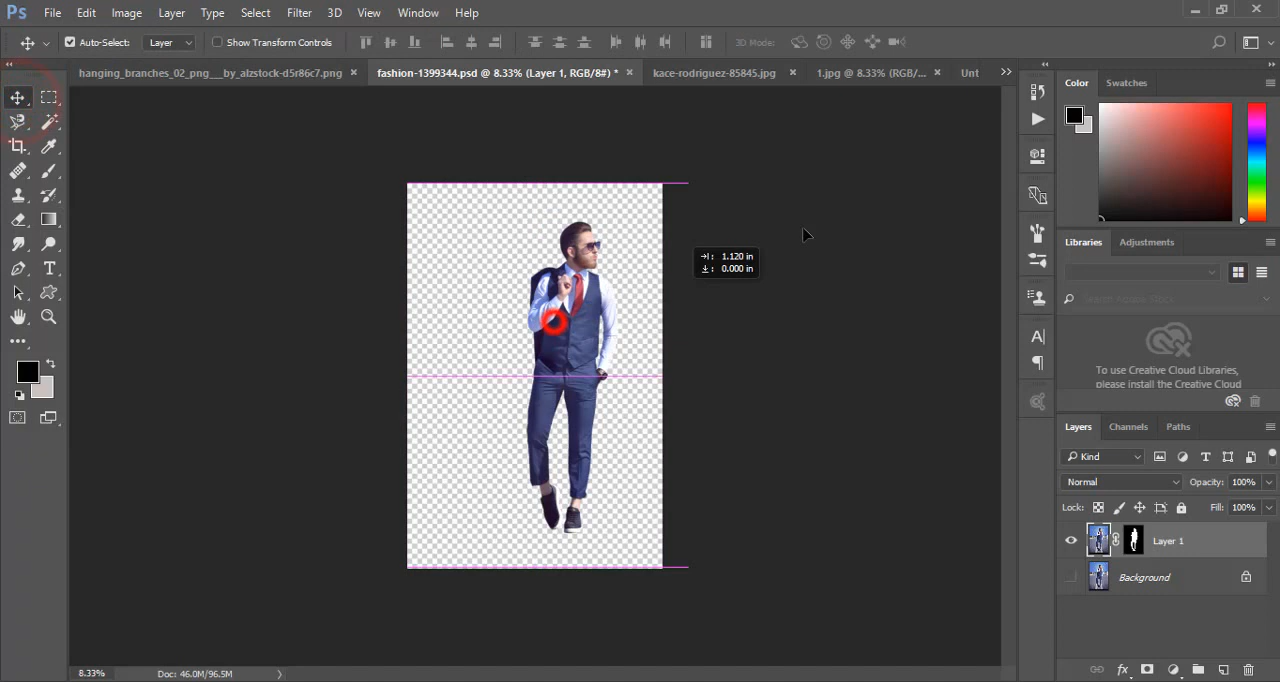 Ps File Edit Image Layer Type Select Filter 3D View Window Help
Auto-Select: Layer Show Transform Controls 3D Mode:
hanging_branches_02_png___by_alzstock-d5r86c7.png × fashion-1399344.psd @ 8.33% (Layer 1, RGB/8#) * × kace-rodriguez-85845.jpg × 1.jpg @ 8.33% (RGB/... × Unt
Color Swatches
1.120 in
0.000 in
Libraries Adjustments
Search Adobe Stock
To use Creative Cloud Libraries,
please install the Creative Cloud
Layers Channels Paths
Kind
Normal Opacity: 100%
Lock: Fill: 100%
Layer 1
Background
8.33% Doc: 46.0M/96.5M